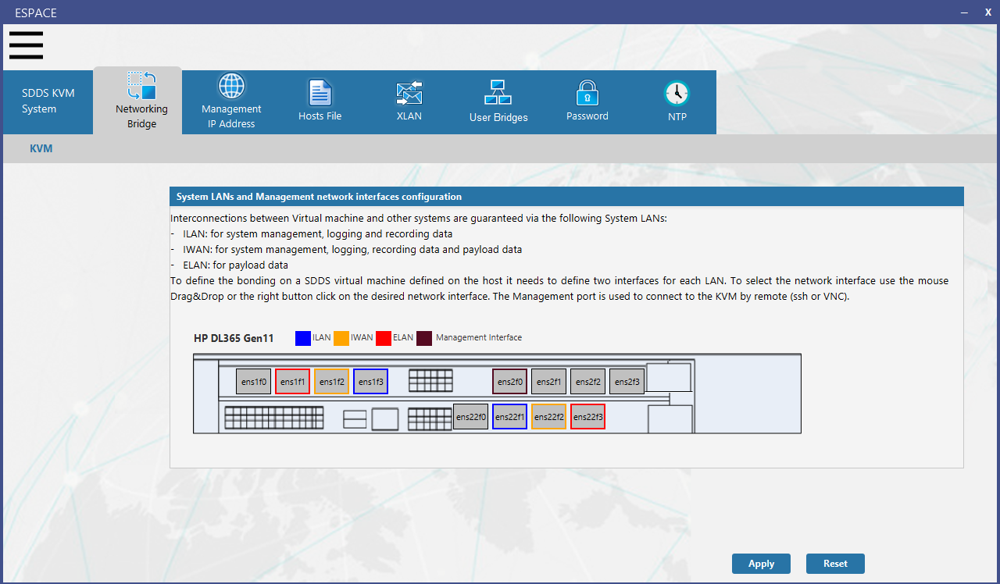 ESPACE
X
SDDS KVM
System
Networking
Bridge
Management
IP Address
Hosts File
XLAN
User Bridges
Password
NTP
KVM
System LANs and Management network interfaces configuration
Interconnections between Virtual machine and other systems are guaranteed via the following System LANs:
- ILAN: for system management, logging and recording data
- IWAN: for system management, logging, recording data and payload data
- ELAN: for payload data
To define the bonding on a SDDS virtual machine defined on the host it needs to define two interfaces for each LAN. To select the network interface use the mouse
Drag&Drop or the right button click on the desired network interface. The Management port is used to connect to the KVM by remote (ssh or VNC).
HP DL365 Gen11 ILAN IWAN ELAN Management Interface
ens1f0 ens1f1 ens1f2 ens1f3 ens2f0 ens2f1 ens2f2 ens2f3
ens22f0 ens22f1 ens22f2 ens22f3
Apply Reset